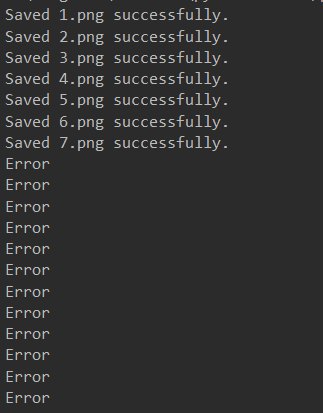 Saved 1.png successfully.
Saved 2.png successfully.
Saved 3.png successfully.
Saved 4.png successfully.
Saved 5.png successfully.
Saved 6.png successfully.
Saved 7.png successfully.
Error
Error
Error
Error
Error
Error
Error
Error
Error
Error
Error
Error